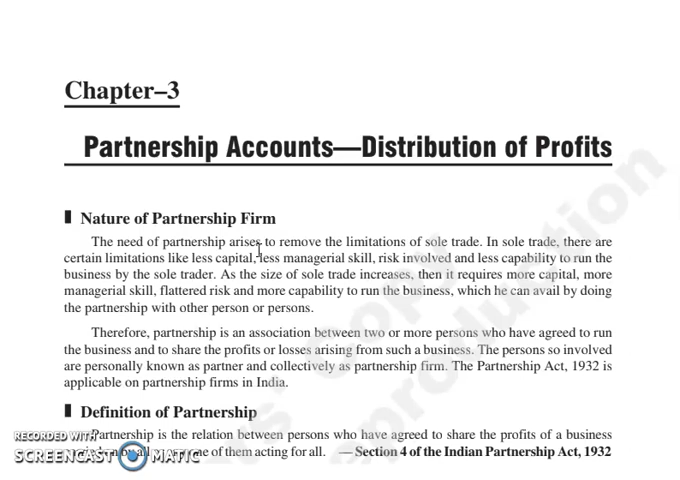 Chapter–3
Partnership Accounts—Distribution of Profits
Nature of Partnership Firm
The need of partnership arises to remove the limitations of sole trade. In sole trade, there are
certain limitations like less capital, less managerial skill, risk involved and less capability to run the
business by the sole trader. As the size of sole trade increases, then it requires more capital, more
managerial skill, flattered risk and more capability to run the business, which he can avail by doing
the partnership with other person or persons.
Therefore, partnership is an association between two or more persons who have agreed to run
the business and to share the profits or losses arising from such a business. The persons so involved
are personally known as partner and collectively as partnership firm. The Partnership Act, 1932 is
applicable on partnership firms in India.
Definition of Partnership
Partnership is the relation between persons who have agreed to share the profits of a business
of them acting for all. — Section 4 of the Indian Partnership Act, 1932
RECORDED WITH
SCREENCAST MATIC
Copy
eproduction